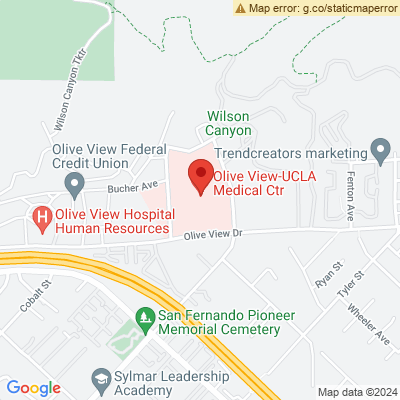 Map error: g.co/staticmaperror
Wilson Canyon Tktr
Wilson
Canyon
Olive View Federal
Credit Union
Trendcreators marketing
Bucher Ave
Olive View-UCLA
Medical Ctr
Fenton Ave
H
Olive View Hospital
Human Resources
Olive View Dr
Ryan St
Tyler St
Cobalt St
San Fernando Pioneer
Memorial Cemetery
Wheeler Ave
Google
Sylmar Leadership
Academy
Map data ©2024